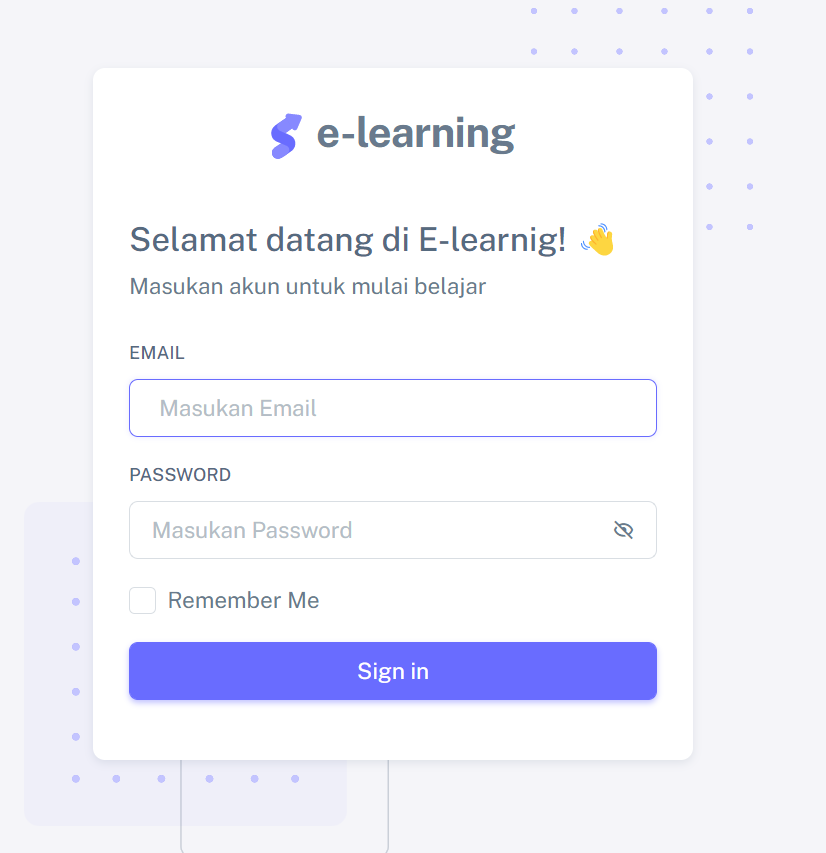 e-learning
Selamat datang di E-learnig! 👋
Masukan akun untuk mulai belajar
EMAIL
Masukan Email
PASSWORD
Masukan Password
Remember Me
Sign in